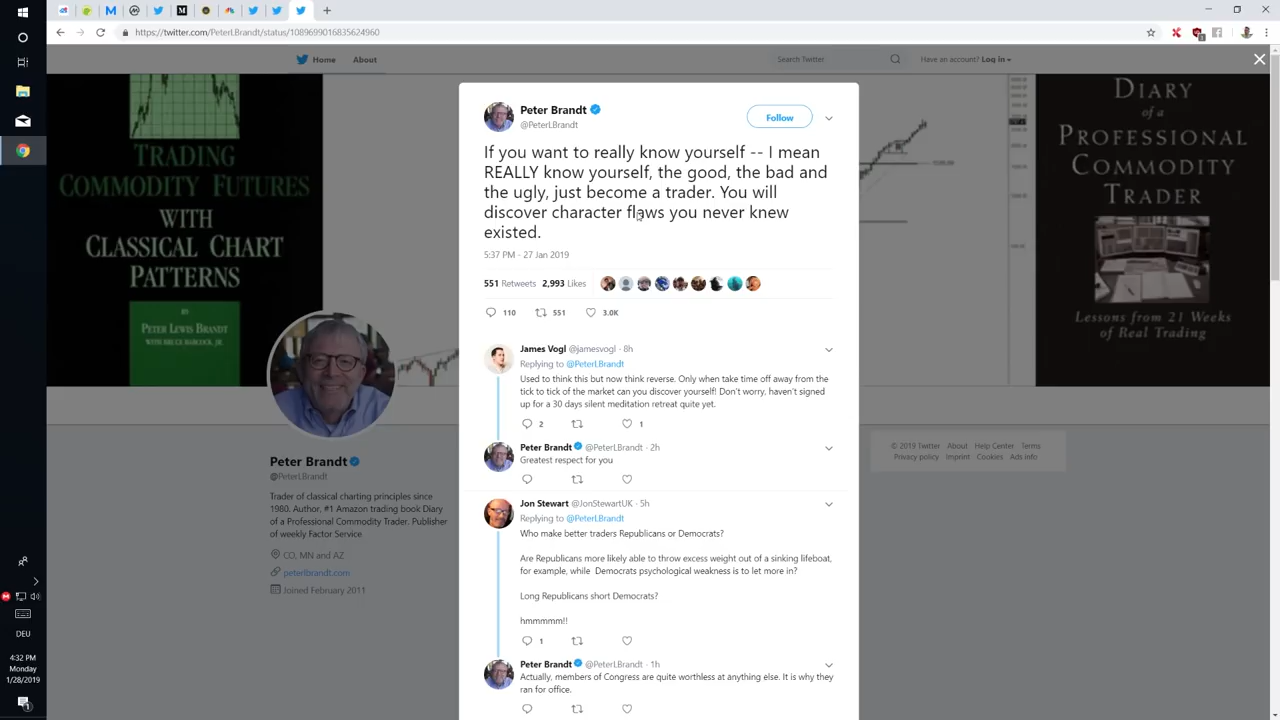 https://twitter.com/PeterLBrandt/status/1089699016835624960
Home
About
Search Twitter
Have an account? Log in
TRADING
COMMODITY FUTURES
WITH
CLASSICAL CHART
PATTERNS
BY
PETER LEWIS BRANDT
WITH BRUCE BABCOCK, JR.
DIARY
of a
PROFESSIONAL
COMMODITY
TRADER
Lessons from 21 Weeks
of Real Trading
Peter Brandt
@PeterLBrandt
Follow
If you want to really know yourself -- I mean
REALLY know yourself, the good, the bad and
the ugly, just become a trader. You will
discover character flaws you never knew
existed.
5:37 PM - 27 Jan 2019
551 Retweets 2,993 Likes
110 551 3.0K
James Vogl @jamesvogl · 8h
Replying to @PeterLBrandt
Used to think this but now think reverse. Only when take time off away from the
tick to tick of the market can you discover yourself! Don't worry, haven't signed
up for a 30 days silent meditation retreat quite yet.
2 1
Peter Brandt @PeterLBrandt · 2h
Greatest respect for you
Jon Stewart @JonStewartUK · 5h
Replying to @PeterLBrandt
Who make better traders Republicans or Democrats?
Are Republicans more likely able to throw excess weight out of a sinking lifeboat,
for example, while Democrats psychological weakness is to let more in?
Long Republicans short Democrats?
hmmmmm!!
1
Peter Brandt @PeterLBrandt · 1h
Actually, members of Congress are quite worthless at anything else. It is why they
ran for office.
Peter Brandt
@PeterLBrandt
Trader of classical charting principles since
1980. Author, #1 Amazon trading book Diary
of a Professional Commodity Trader. Publisher
of weekly Factor Service
CO, MN and AZ
peterlbrandt.com
Joined February 2011
© 2019 Twitter About Help Center Terms
Privacy policy Imprint Cookies Ads info
DEU
4:32 PM
Monday
1/28/2019